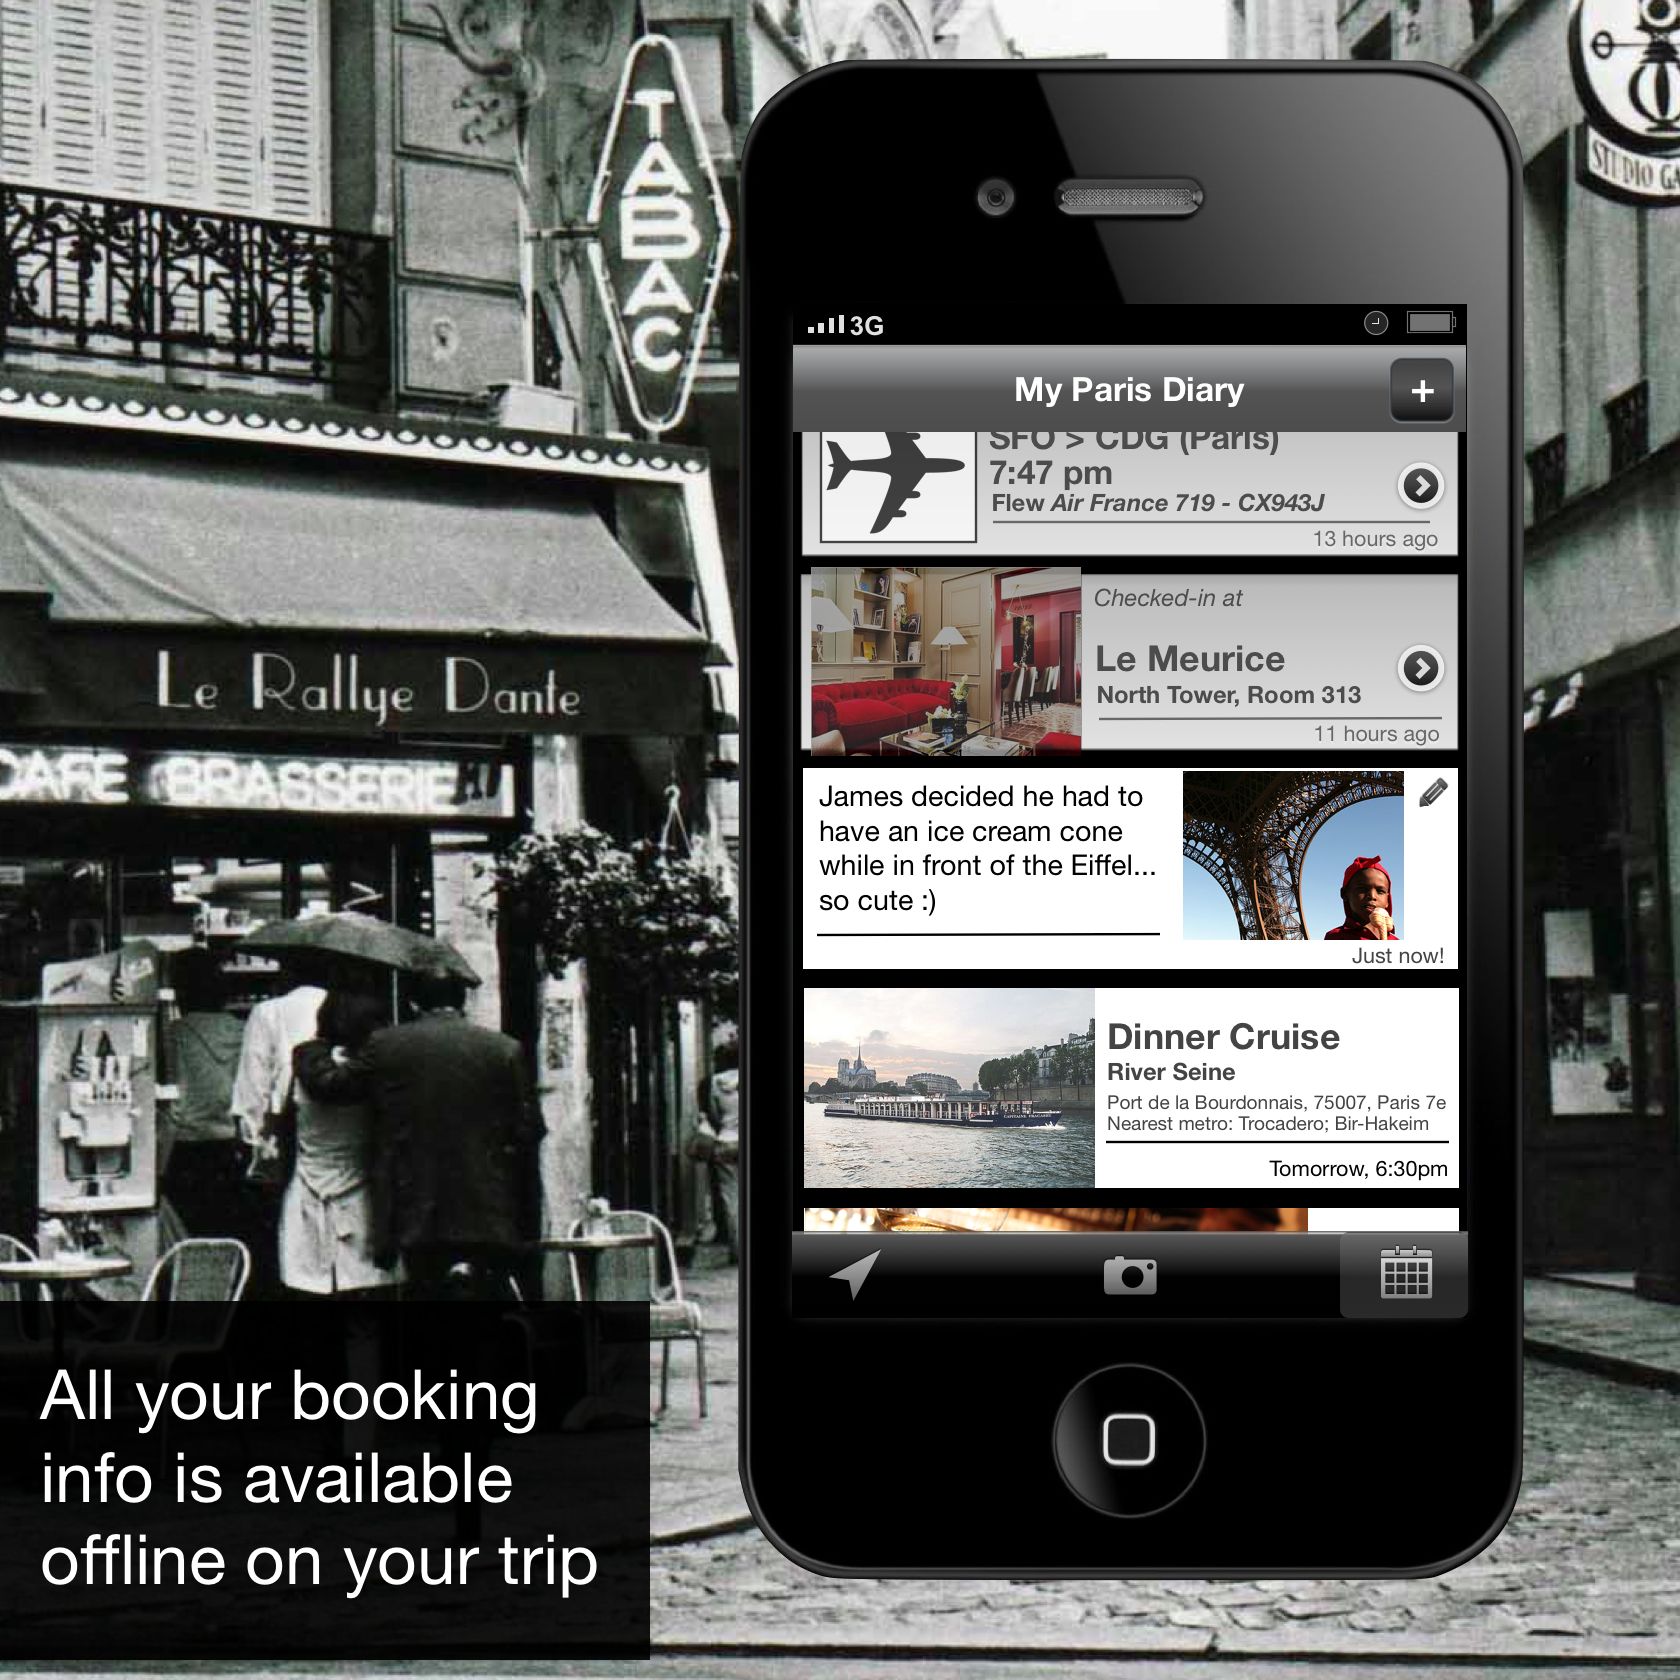 TABAC
STUDIO
Le Rallye Dante
CAFE BRASSERIE
3G
My Paris Diary
+
SFO > CDG (Paris)
7:47 pm
Flew Air France 719 - CX943J
13 hours ago
Checked-in at
Le Meurice
North Tower, Room 313
11 hours ago
James decided he had to
have an ice cream cone
while in front of the Eiffel...
so cute :)
Just now!
Dinner Cruise
River Seine
Port de la Bourdonnais, 75007, Paris 7e
Nearest metro: Trocadero; Bir-Hakeim
Tomorrow, 6:30pm
All your booking
info is available
offline on your trip